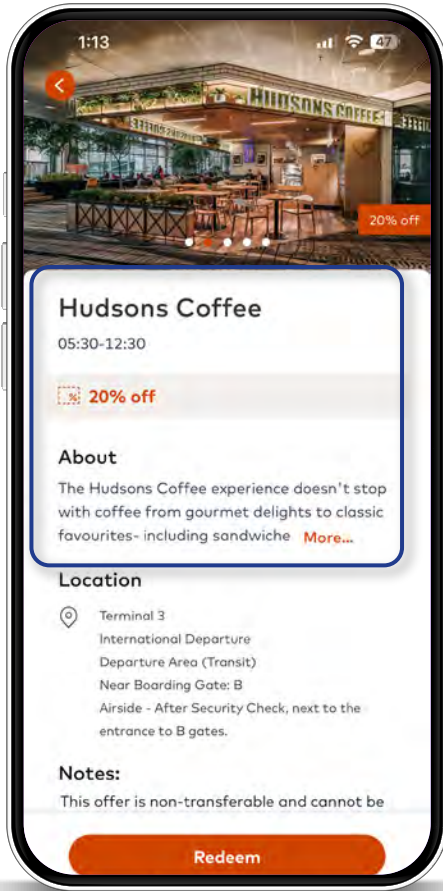 1:13
47
HUDSONS COFFEE
20% off
Hudsons Coffee
05:30-12:30
% 20% off
About
The Hudsons Coffee experience doesn't stop
with coffee from gourmet delights to classic
favourites- including sandwiche More...
Location
Terminal 3
International Departure
Departure Area (Transit)
Near Boarding Gate: B
Airside - After Security Check, next to the
entrance to B gates.
Notes:
This offer is non-transferable and cannot be
Redeem